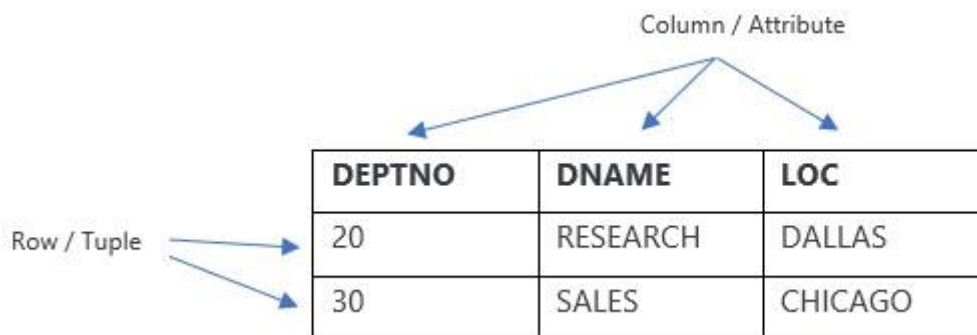 Column / Attribute
DEPTNO DNAME LOC
Row / Tuple 20 RESEARCH DALLAS
30 SALES CHICAGO